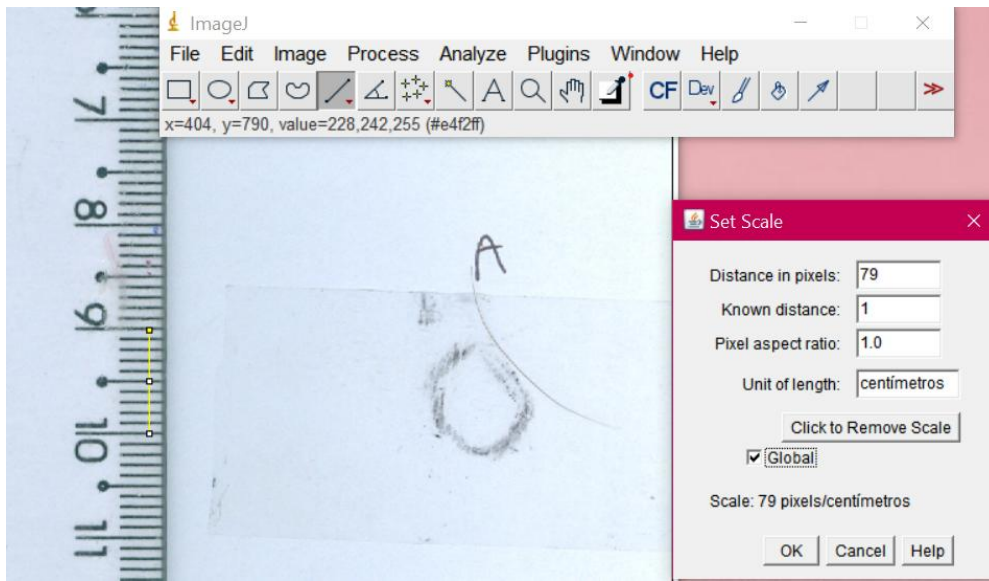 ImageJ
File Edit Image Process Analyze Plugins Window Help
A CF Dev >>
x=404, y=790, value=228,242,255 (#e4f2ff)
7
8
9
10
11
A
Set Scale
Distance in pixels: 79
Known distance: 1
Pixel aspect ratio: 1.0
Unit of length: centímetros
Click to Remove Scale
Global
Scale: 79 pixels/centímetros
OK Cancel Help